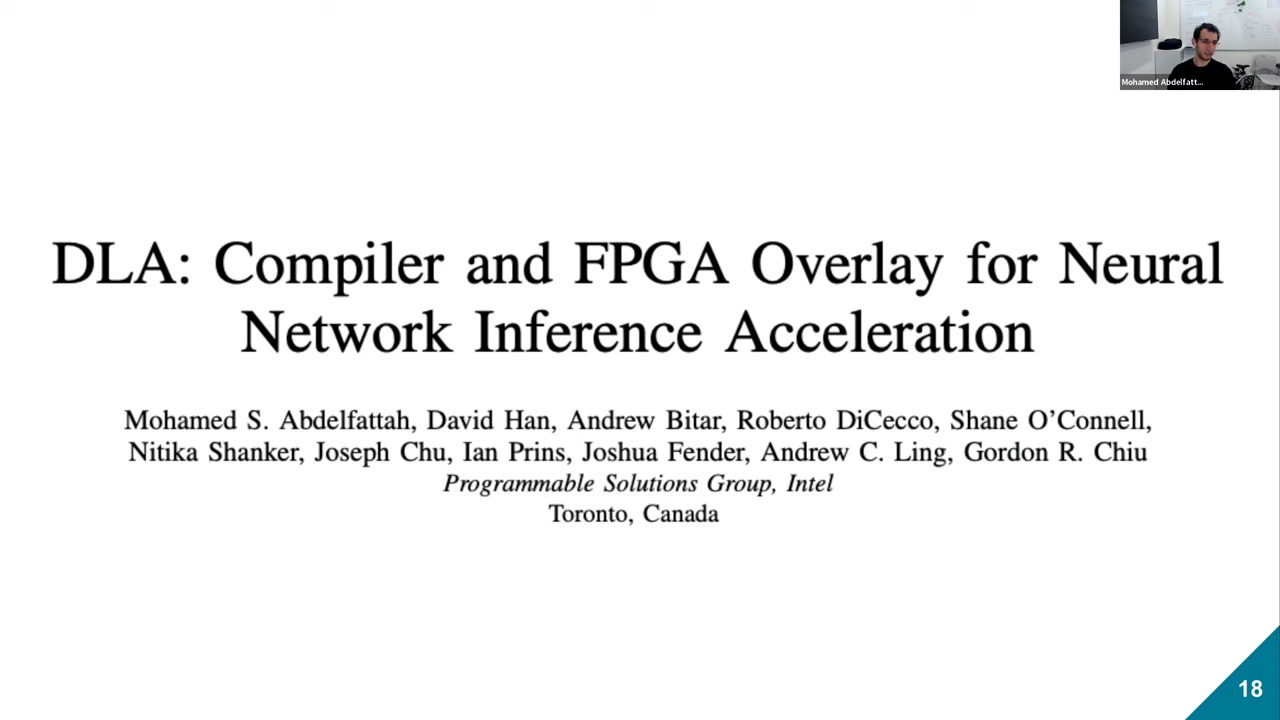 Mohamed Abdelfatt...
DLA: Compiler and FPGA Overlay for Neural
Network Inference Acceleration
Mohamed S. Abdelfattah, David Han, Andrew Bitar, Roberto DiCecco, Shane O'Connell,
Nitika Shanker, Joseph Chu, Ian Prins, Joshua Fender, Andrew C. Ling, Gordon R. Chiu
Programmable Solutions Group, Intel
Toronto, Canada
18